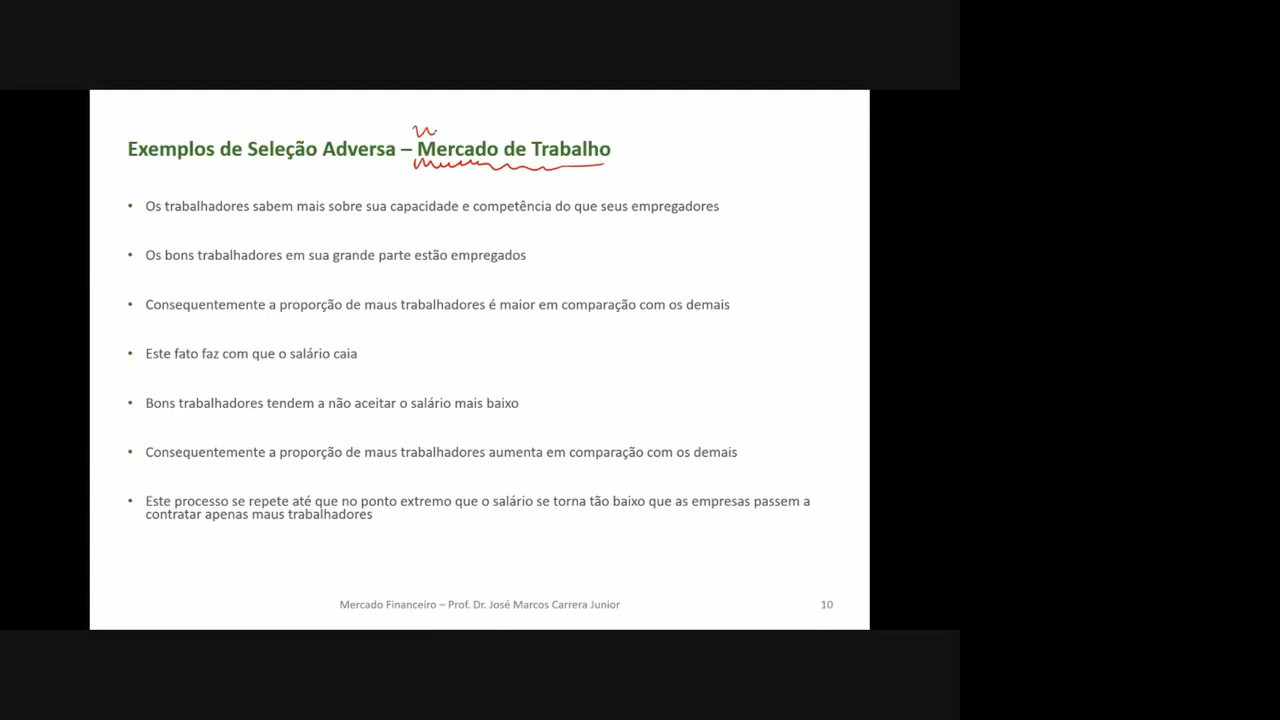 Exemplos de Seleção Adversa – Mercado de Trabalho
• Os trabalhadores sabem mais sobre sua capacidade e competência do que seus empregadores
• Os bons trabalhadores em sua grande parte estão empregados
• Consequentemente a proporção de maus trabalhadores é maior em comparação com os demais
• Este fato faz com que o salário caia
• Bons trabalhadores tendem a não aceitar o salário mais baixo
• Consequentemente a proporção de maus trabalhadores aumenta em comparação com os demais
• Este processo se repete até que no ponto extremo que o salário se torna tão baixo que as empresas passem a
contratar apenas maus trabalhadores
Mercado Financeiro – Prof. Dr. José Marcos Carrera Junior
10